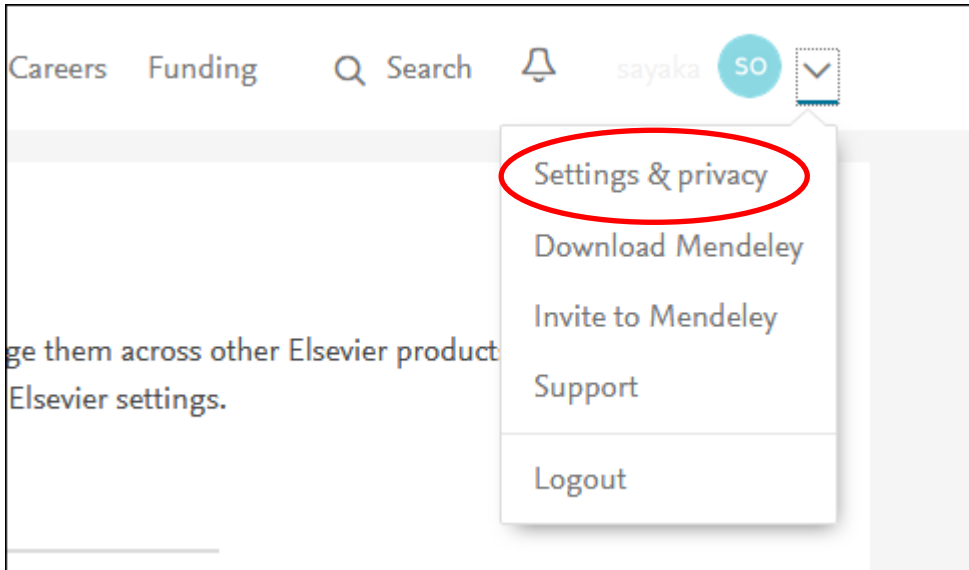 Careers Funding Search sayaka SO
Settings & privacy
Download Mendeley
Invite to Mendeley
ge them across other Elsevier product
Support
Elsevier settings.
Logout